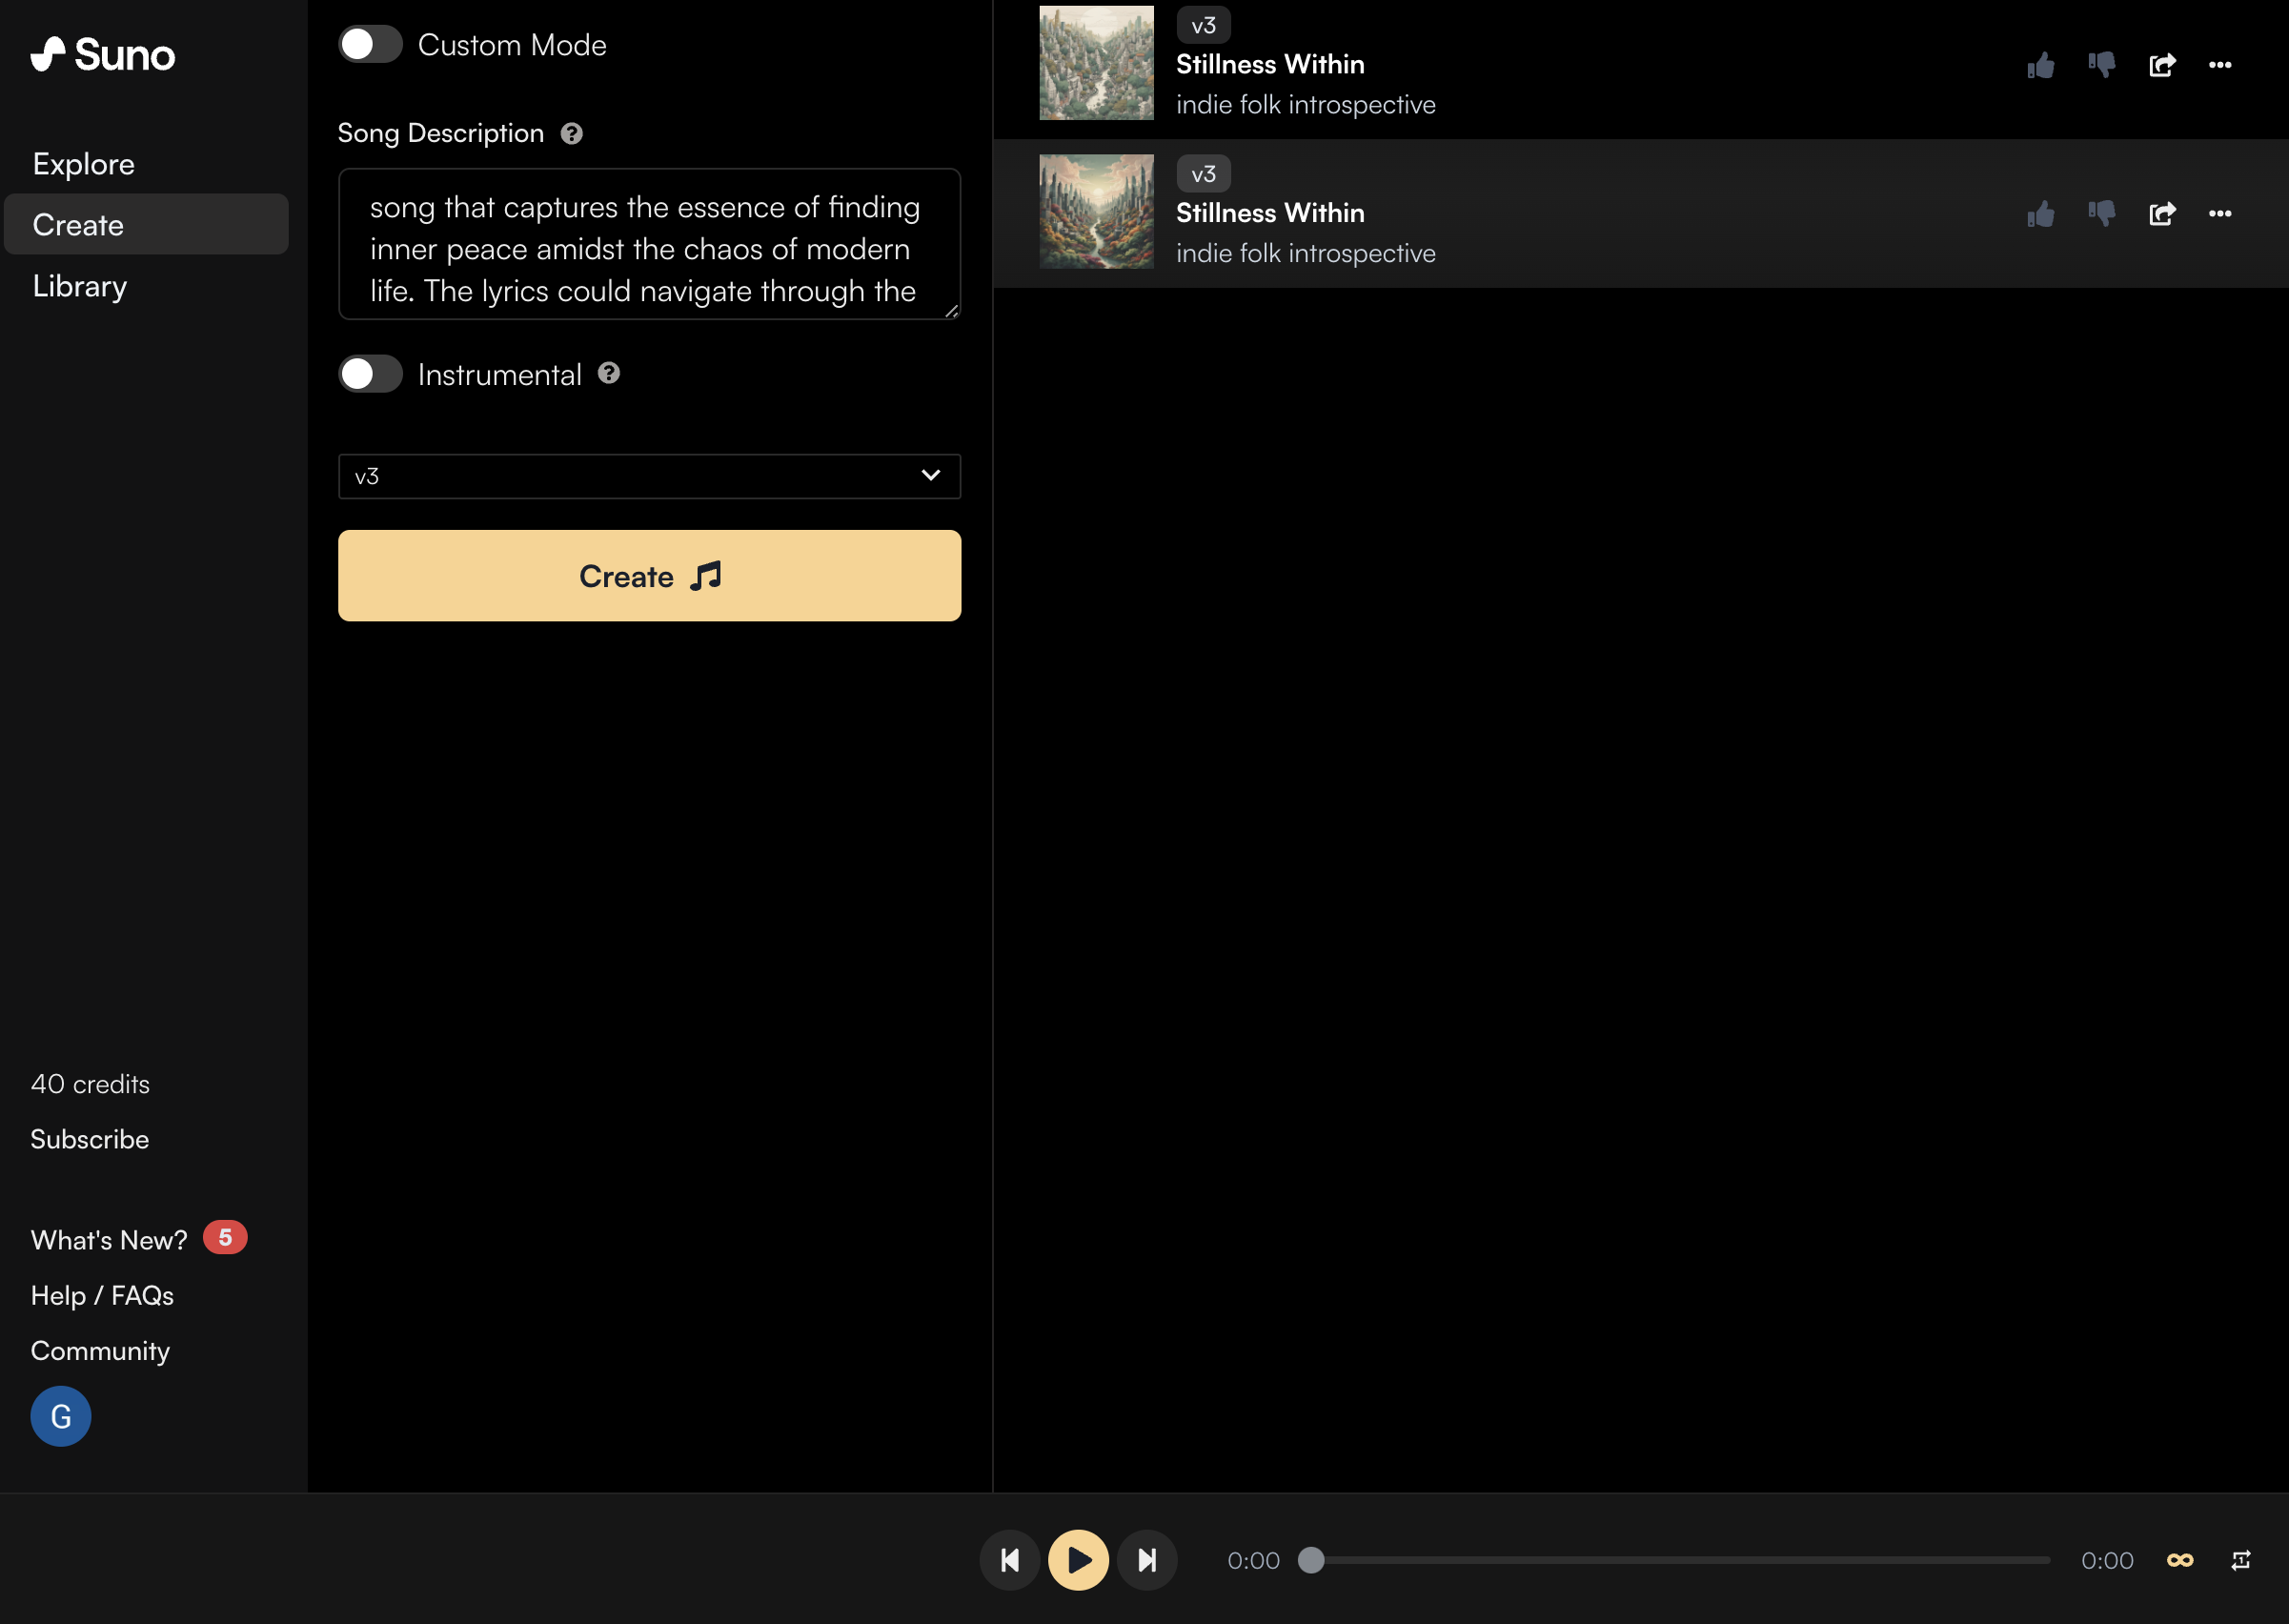 Suno
Explore
Create
Library
40 credits
Subscribe
What's New? 5
Help / FAQs
Community
G
Custom Mode
Song Description
song that captures the essence of finding
inner peace amidst the chaos of modern
life. The lyrics could navigate through the
Instrumental
v3
Create
v3
Stillness Within
indie folk introspective
v3
Stillness Within
indie folk introspective
0:00
0:00